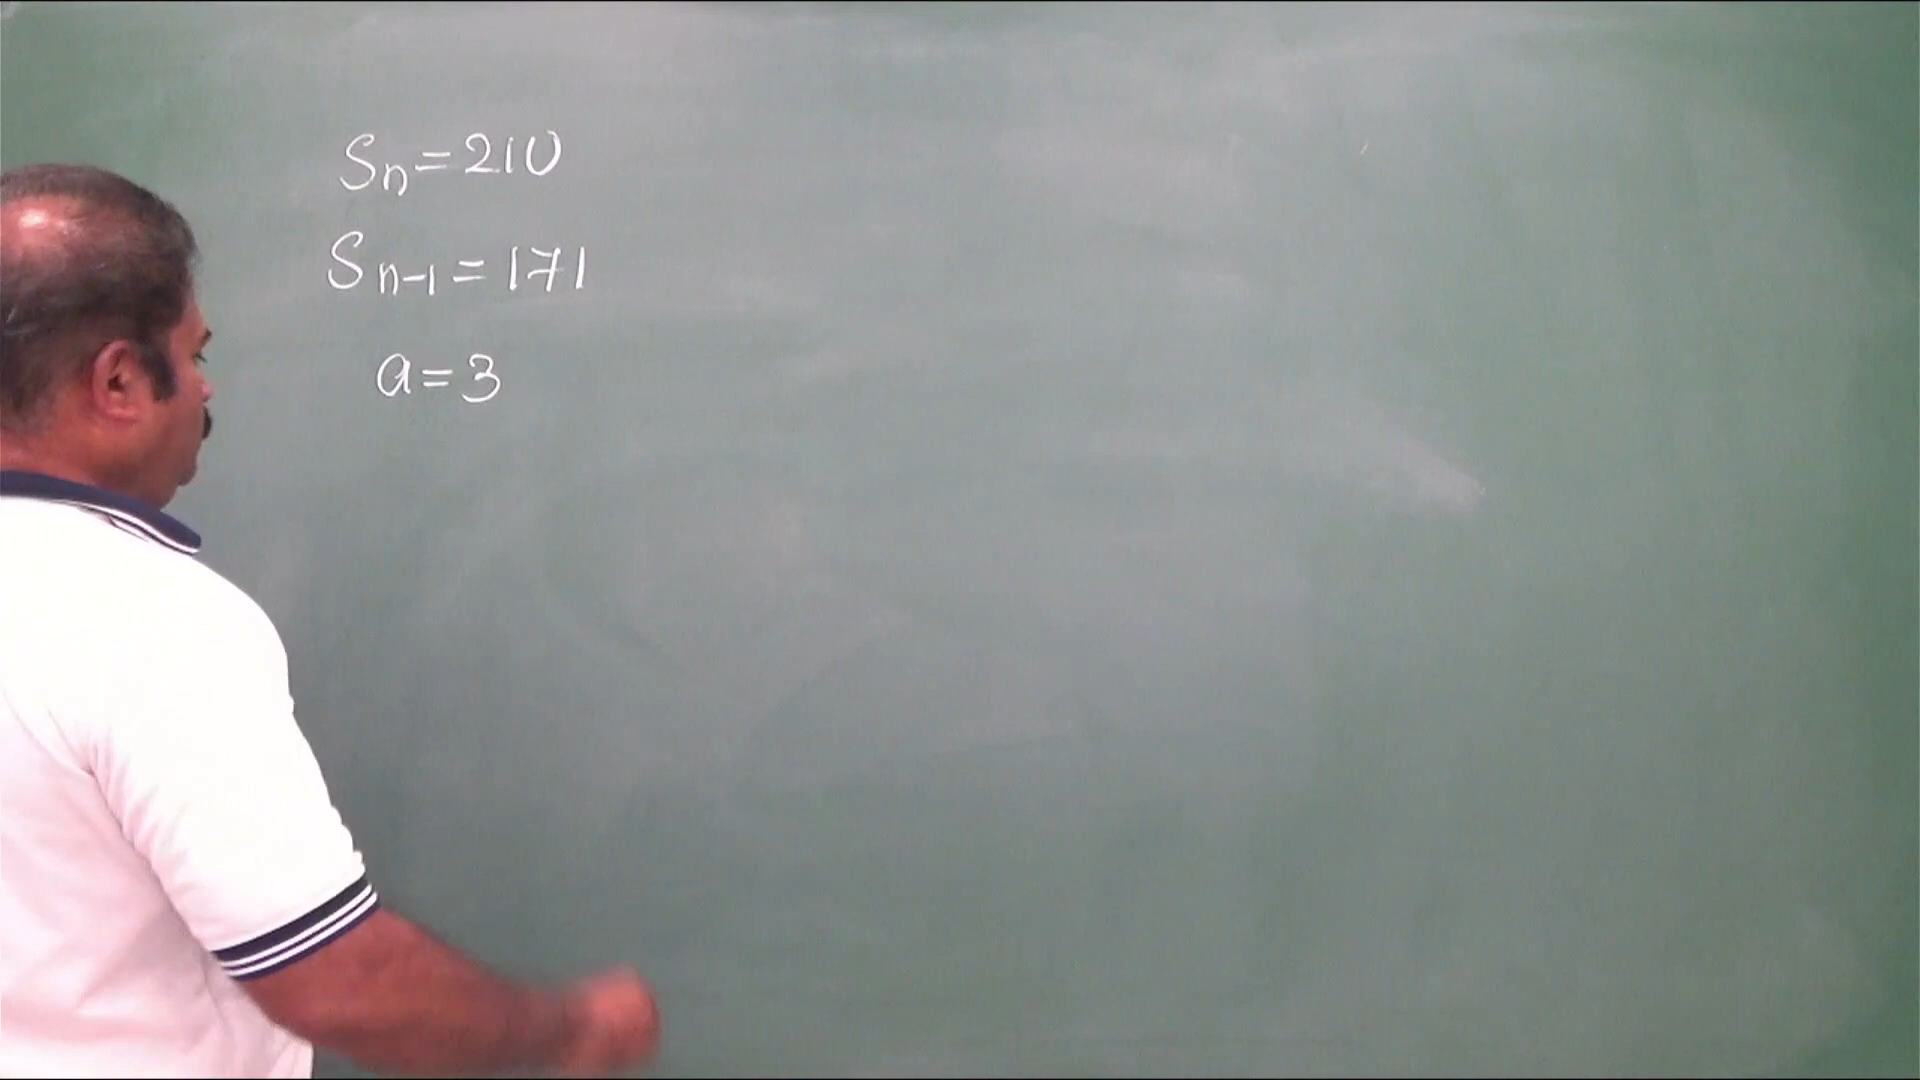 Sn = 210
Sn-1 = 171
a = 3